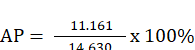 AP = 11.161 / 14.630 x 100%